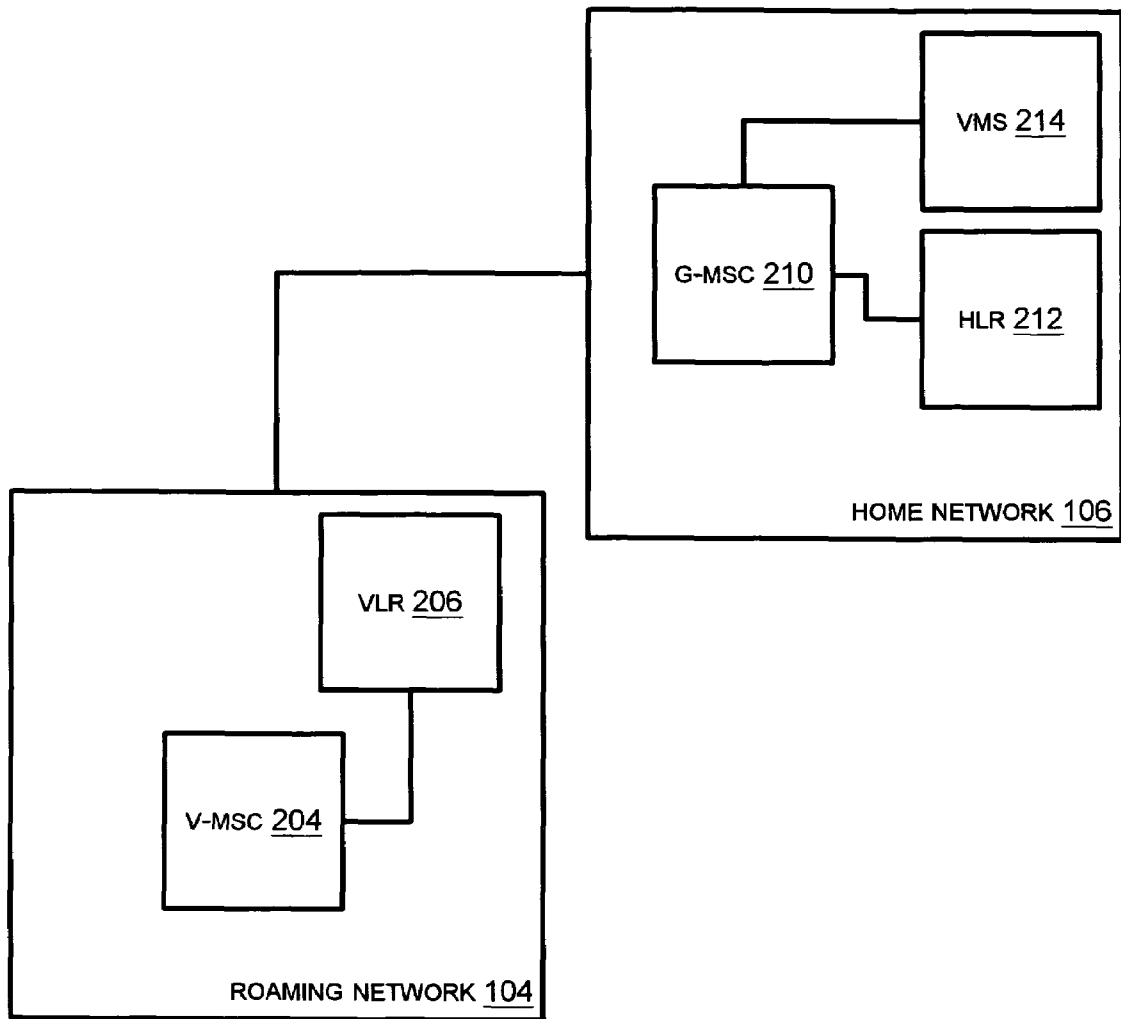 VMS 214
G-MSC 210
HLR 212
HOME NETWORK 106
VLR 206
V-MSC 204
ROAMING NETWORK 104